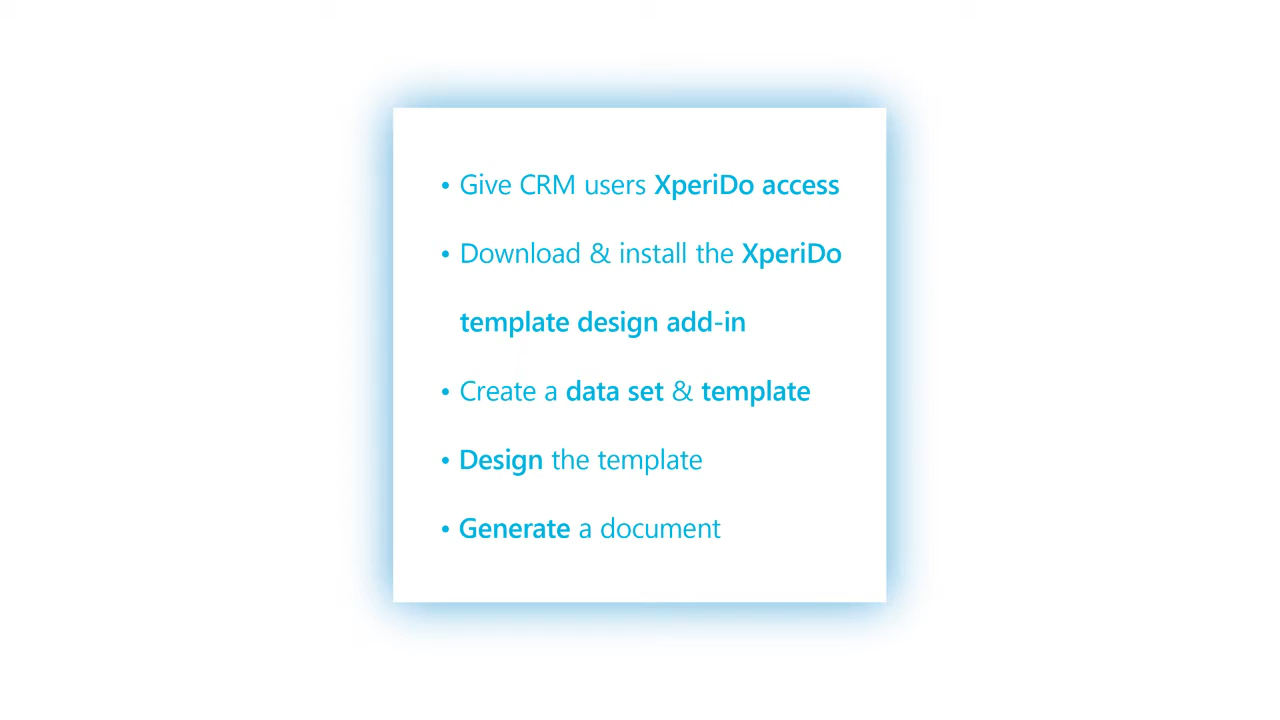 • Give CRM users XperiDo access
• Download & install the XperiDo
template design add-in
• Create a data set & template
• Design the template
• Generate a document